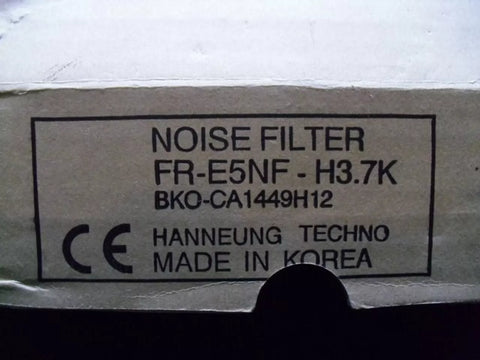 NOISE FILTER
FR-E5NF - H3.7K
BKO-CA1449H12
CE HANNEUNG TECHNO
MADE IN KOREA